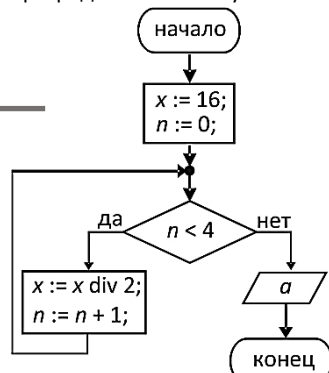 начало
x := 16;
n := 0;
n < 4
да
нет
x := x div 2;
n := n + 1;
a
конец